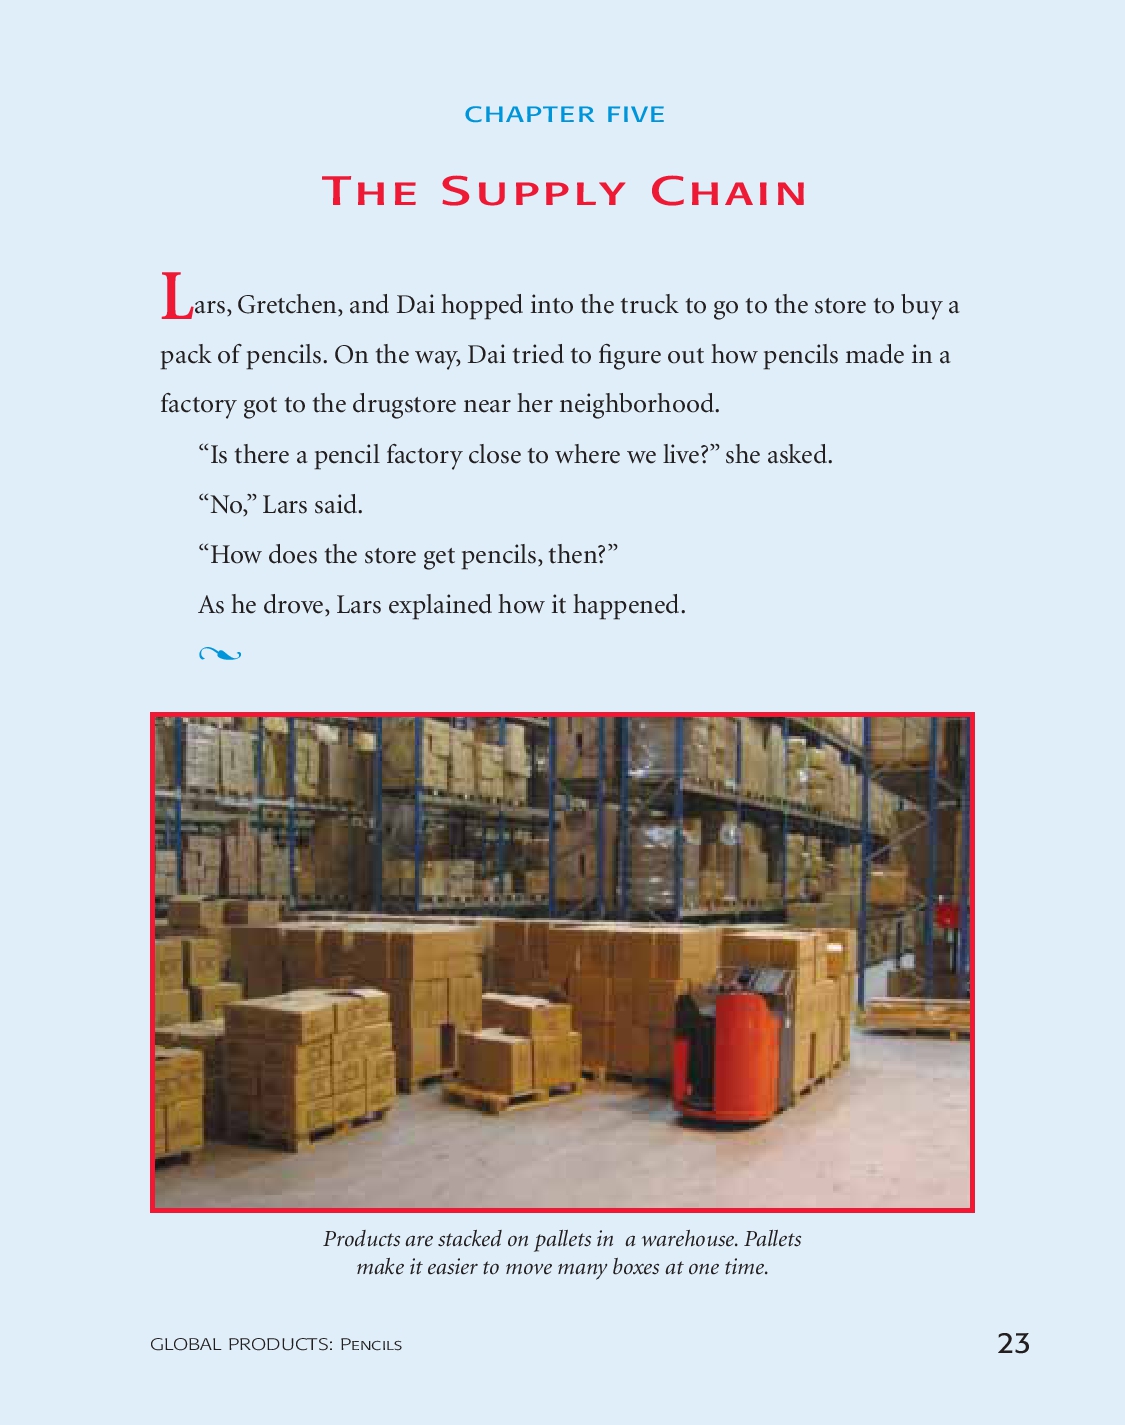 CHAPTER FIVE
THE SUPPLY CHAIN
Lars, Gretchen, and Dai hopped into the truck to go to the store to buy a
pack of pencils. On the way, Dai tried to figure out how pencils made in a
factory got to the drugstore near her neighborhood.
“Is there a pencil factory close to where we live?” she asked.
“No,” Lars said.
“How does the store get pencils, then?”
As he drove, Lars explained how it happened.
Products are stacked on pallets in a warehouse. Pallets
make it easier to move many boxes at one time.
GLOBAL PRODUCTS: PENCILS
23